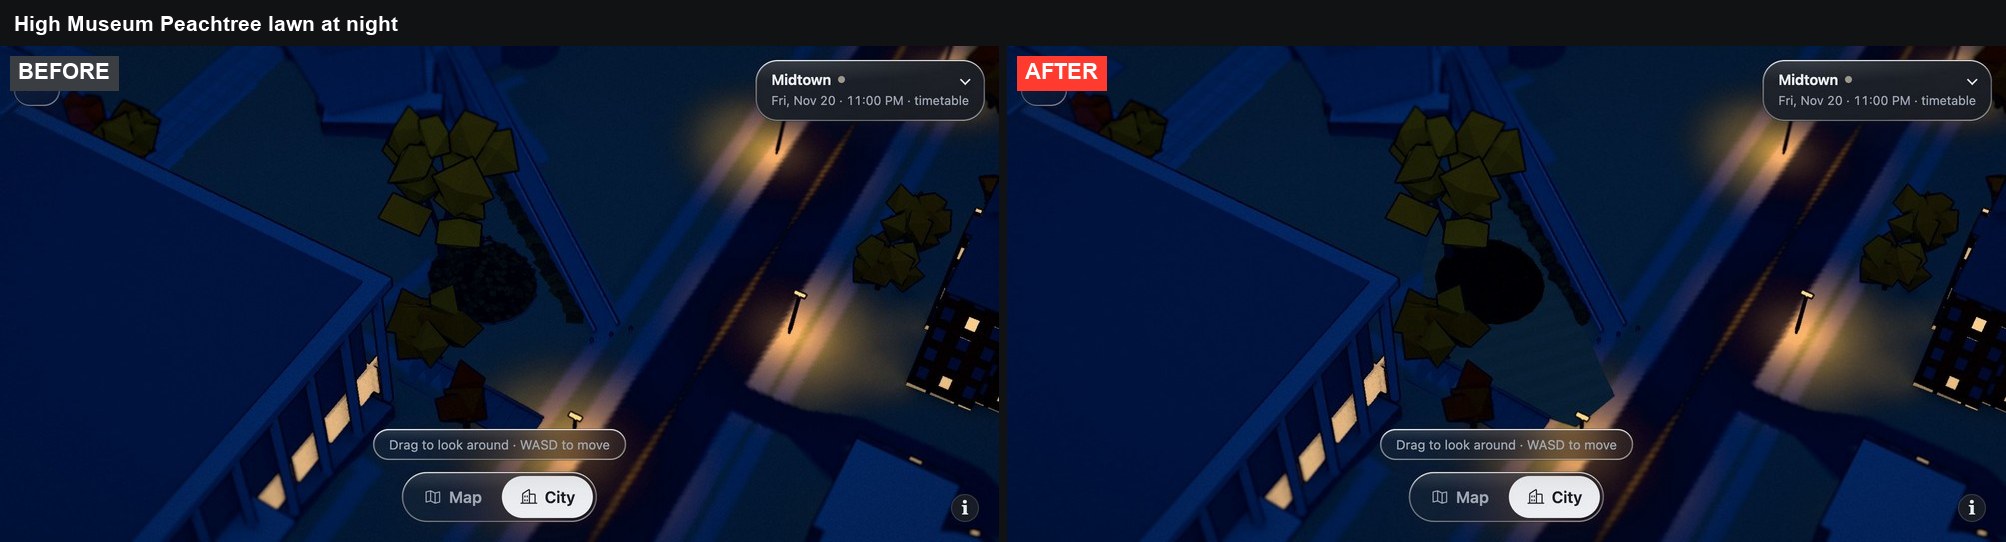 High Museum Peachtree lawn at night
BEFORE
Midtown
Fri, Nov 20 · 11:00 PM · timetable
Drag to look around · WASD to move
Map
City
i
AFTER
Midtown
Fri, Nov 20 · 11:00 PM · timetable
Drag to look around · WASD to move
Map
City
i